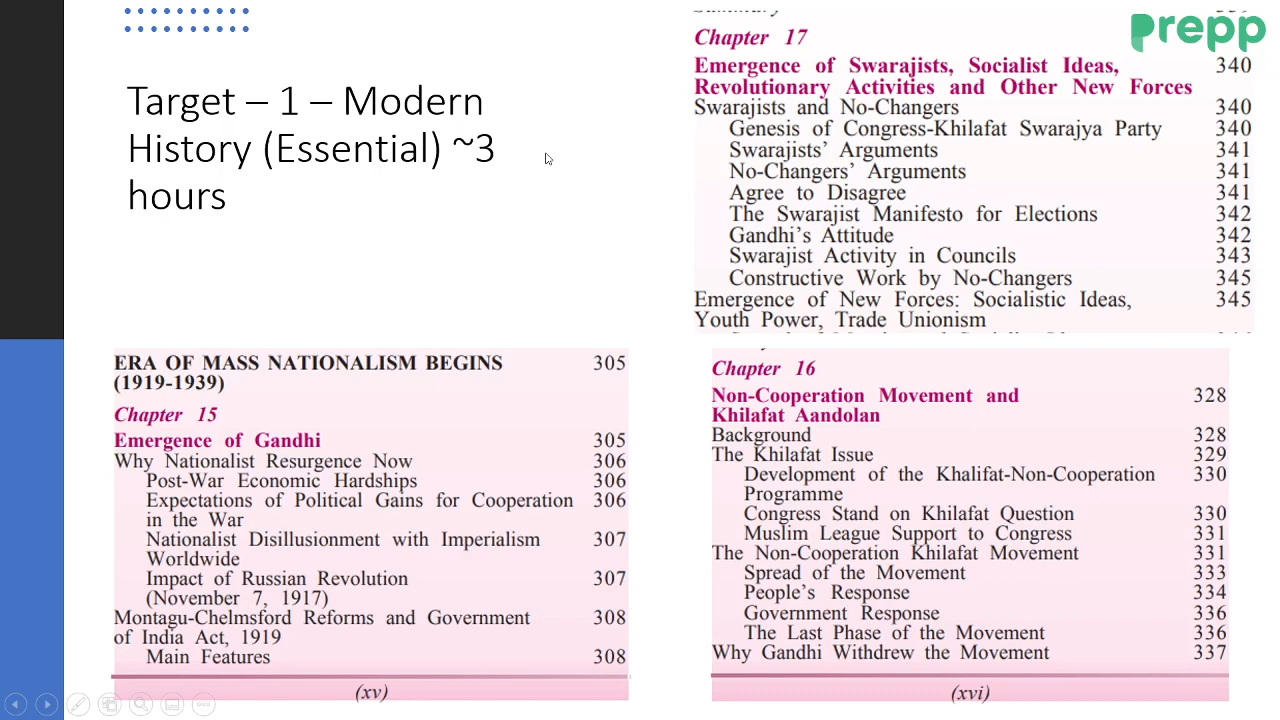 Target – 1 – Modern
History (Essential) ~3
hours
prepp
Summary
Chapter 17
Emergence of Swarajists, Socialist Ideas, 340
Revolutionary Activities and Other New Forces
Swarajists and No-Changers 340
Genesis of Congress-Khilafat Swarajya Party 340
Swarajists' Arguments 341
No-Changers' Arguments 341
Agree to Disagree 341
The Swarajist Manifesto for Elections 342
Gandhi's Attitude 342
Swarajist Activity in Councils 343
Constructive Work by No-Changers 345
Emergence of New Forces: Socialistic Ideas, 345
Youth Power, Trade Unionism
ERA OF MASS NATIONALISM BEGINS 305
(1919-1939)
Chapter 15
Emergence of Gandhi 305
Why Nationalist Resurgence Now 306
Post-War Economic Hardships 306
Expectations of Political Gains for Cooperation 306
in the War
Nationalist Disillusionment with Imperialism 307
Worldwide
Impact of Russian Revolution 307
(November 7, 1917)
Montagu-Chelmsford Reforms and Government 308
of India Act, 1919
Main Features 308
(xv)
Chapter 16
Non-Cooperation Movement and 328
Khilafat Aandolan
Background 328
The Khilafat Issue 329
Development of the Khalifat-Non-Cooperation 330
Programme
Congress Stand on Khilafat Question 330
Muslim League Support to Congress 331
The Non-Cooperation Khilafat Movement 331
Spread of the Movement 333
People's Response 334
Government Response 336
The Last Phase of the Movement 336
Why Gandhi Withdrew the Movement 337
(xvi)